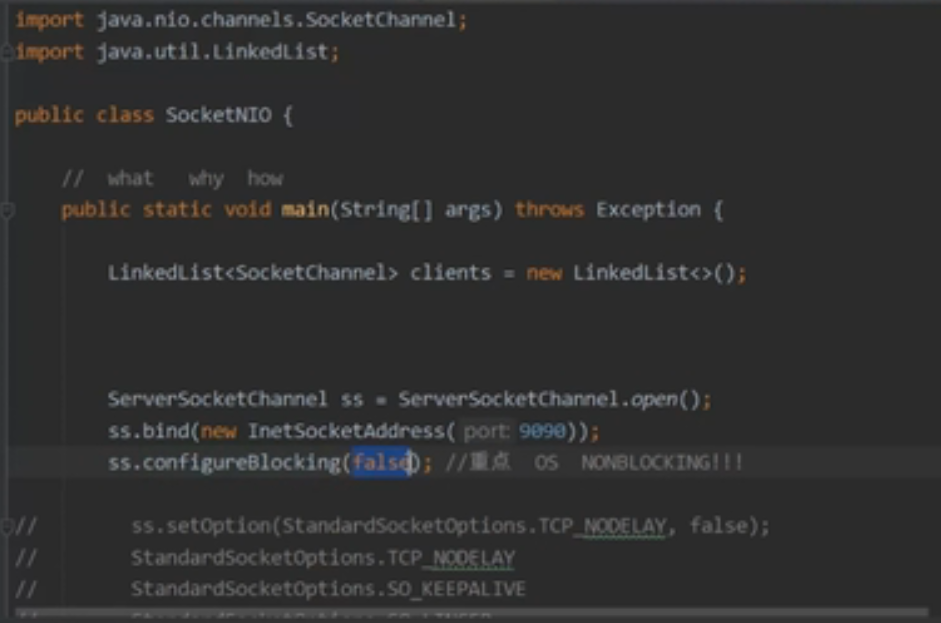 import java.nio.channels.SocketChannel;
import java.util.LinkedList;
public class SocketNIO {
// what why how
public static void main(String[] args) throws Exception {
LinkedList<SocketChannel> clients = new LinkedList<>();
ServerSocketChannel ss = ServerSocketChannel.open();
ss.bind(new InetSocketAddress( port: 9090));
ss.configureBlocking(false); //重点 OS NONBLOCKING!!!
// ss.setOption(StandardSocketOptions.TCP_NODELAY, false);
// StandardSocketOptions.TCP_NODELAY
// StandardSocketOptions.SO_KEEPALIVE